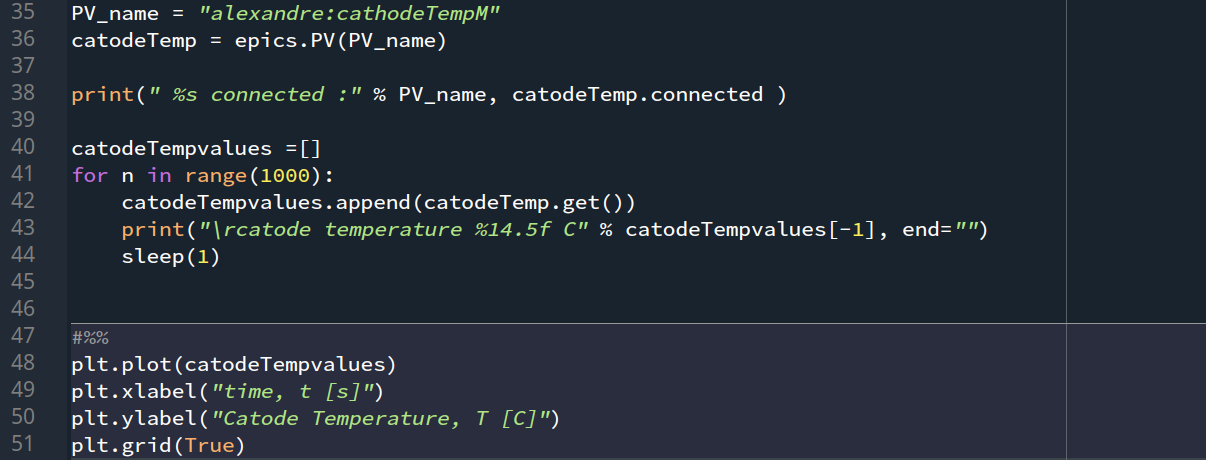 35 PV_name = "alexandre:cathodeTempM"
36 catodeTemp = epics.PV(PV_name)
37
38 print(" %s connected :" % PV_name, catodeTemp.connected )
39
40 catodeTempvalues =[]
41 for n in range(1000):
42     catodeTempvalues.append(catodeTemp.get())
43     print("\rcatode temperature %14.5f C" % catodeTempvalues[-1], end="")
44     sleep(1)
45
46
47 #%%
48 plt.plot(catodeTempvalues)
49 plt.xlabel("time, t [s]")
50 plt.ylabel("Catode Temperature, T [C]")
51 plt.grid(True)